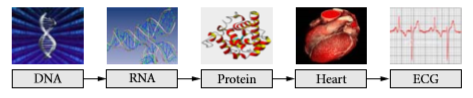 DNA
RNA
Protein
Heart
ECG